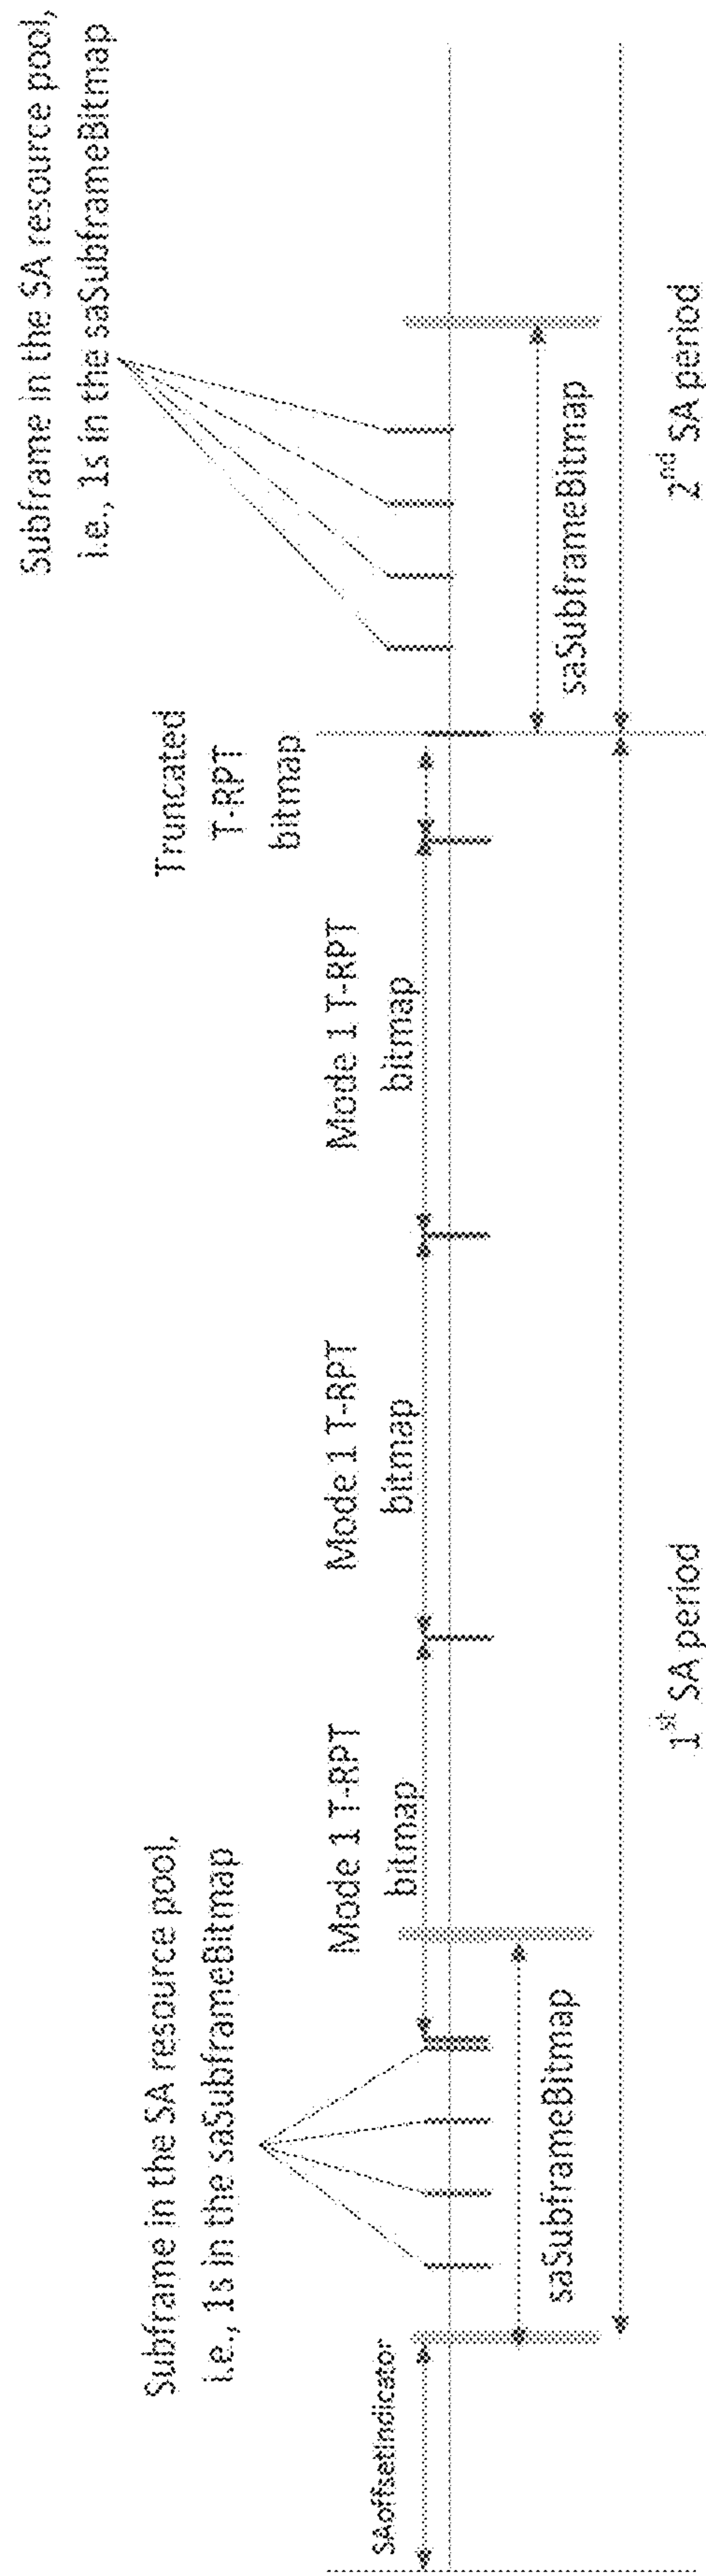 SAoffsetIndicator
Subframe in the SA resource pool,
i.e., 1s in the saSubframeBitmap
saSubframeBitmap
Mode 1 T-RPT
bitmap
Mode 1 T-RPT
bitmap
Mode 1 T-RPT
bitmap
Truncated
T-RPT
bitmap
Subframe in the SA resource pool,
i.e., 1s in the saSubframeBitmap
saSubframeBitmap
1st SA period
2nd SA period